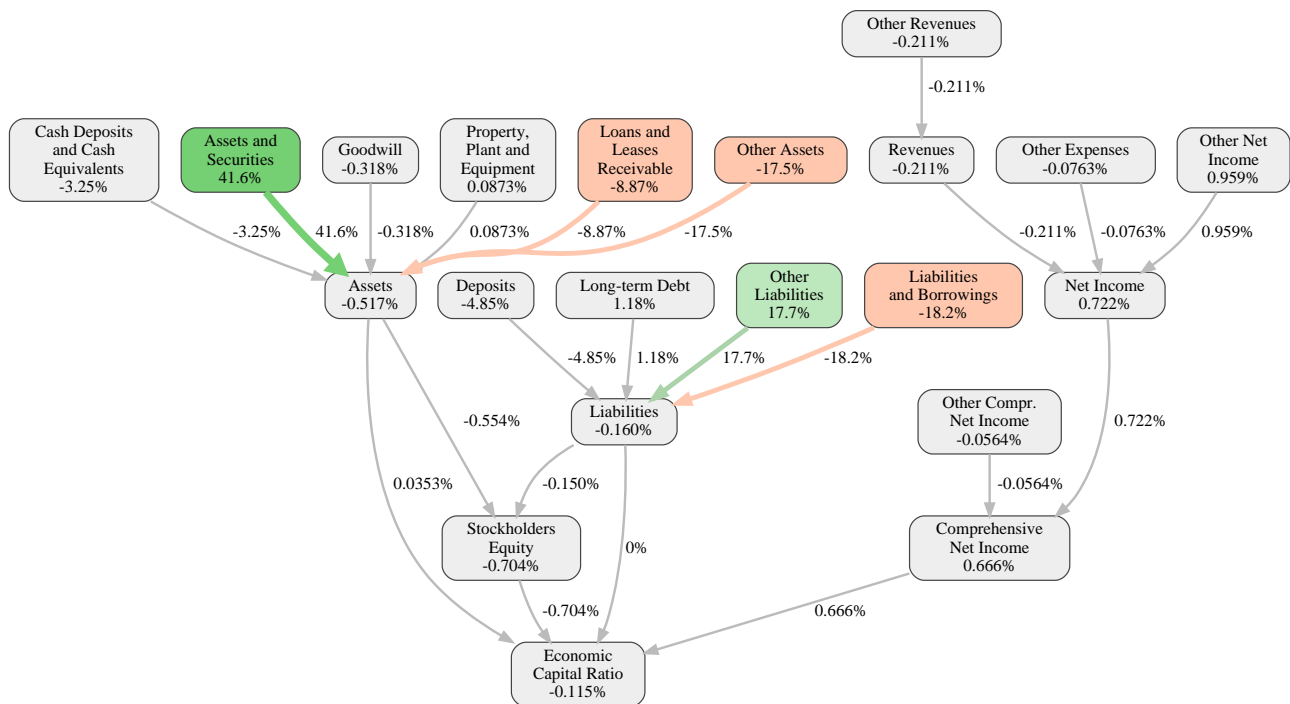 Other Revenues
-0.211%
-0.211%
Cash Deposits
and Cash
Equivalents
-3.25%
Assets and
Securities
41.6%
Goodwill
-0.318%
Property,
Plant and
Equipment
0.0873%
Loans and
Leases
Receivable
-8.87%
Other Assets
-17.5%
Revenues
-0.211%
Other Expenses
-0.0763%
Other Net
Income
0.959%
-3.25%
41.6%
-0.318%
0.0873%
-8.87%
-17.5%
-0.211%
-0.0763%
0.959%
Assets
-0.517%
Deposits
-4.85%
Long-term Debt
1.18%
Other
Liabilities
17.7%
Liabilities
and Borrowings
-18.2%
Net Income
0.722%
-4.85%
1.18%
17.7%
-18.2%
-0.554%
Liabilities
-0.160%
Other Compr.
Net Income
-0.0564%
0.722%
0.0353%
-0.150%
-0.0564%
Stockholders
Equity
-0.704%
0%
Comprehensive
Net Income
0.666%
-0.704%
0.666%
Economic
Capital Ratio
-0.115%